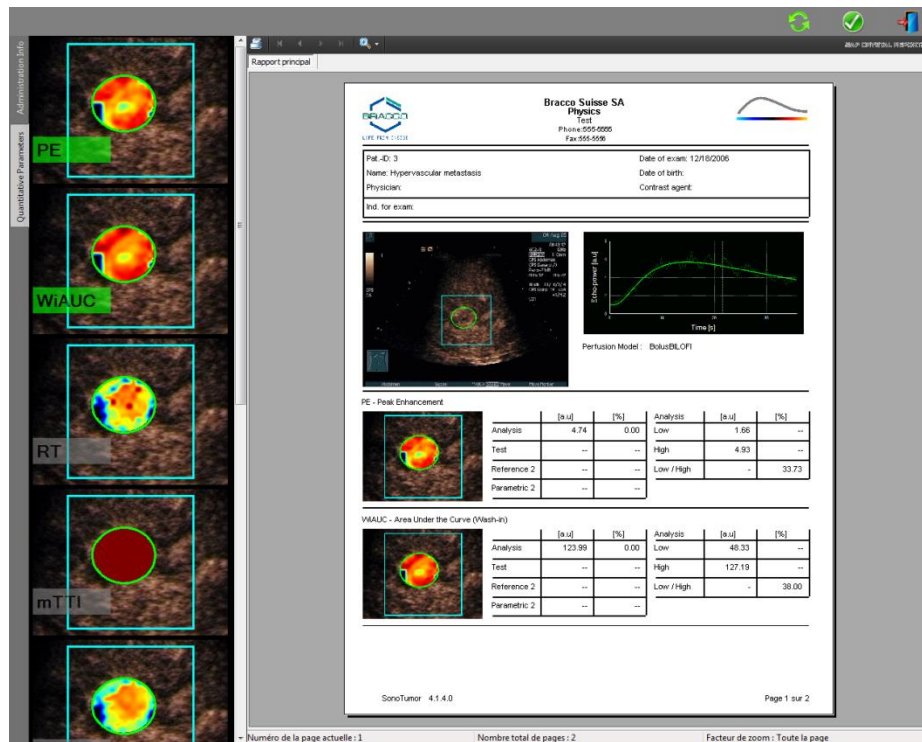 Administration Info
Quantitative Parameters
PE
WiAUC
RT
mTTI
Rapport principal
BRACCO
LIFE FROM INSIDE
Bracco Suisse SA
Physics
Test
Phone:555-5555
Fax:555-5556
Pat.-ID: 3
Date of exam: 12/18/2006
Name: Hypervascular metastasis
Date of birth:
Physician:
Contrast agent:
Ind. for exam:
Echo-power [a.u]
Time [s]
Perfusion Model : BolusBILOFI
PE - Peak Enhancement
[a.u] [%] Analysis [a.u] [%]
Analysis 4.74 0.00 Low 1.66 --
Test -- -- High 4.93 --
Reference 2 -- -- Low / High - 33.73
Parametric 2 -- --
WiAUC - Area Under the Curve (Wash-in)
[a.u] [%] Analysis [a.u] [%]
Analysis 123.99 0.00 Low 48.33 --
Test -- -- High 127.19 --
Reference 2 -- -- Low / High - 38.00
Parametric 2 -- --
SonoTumor 4.1.4.0
Page 1 sur 2
Numéro de la page actuelle : 1
Nombre total de pages : 2
Facteur de zoom : Toute la page